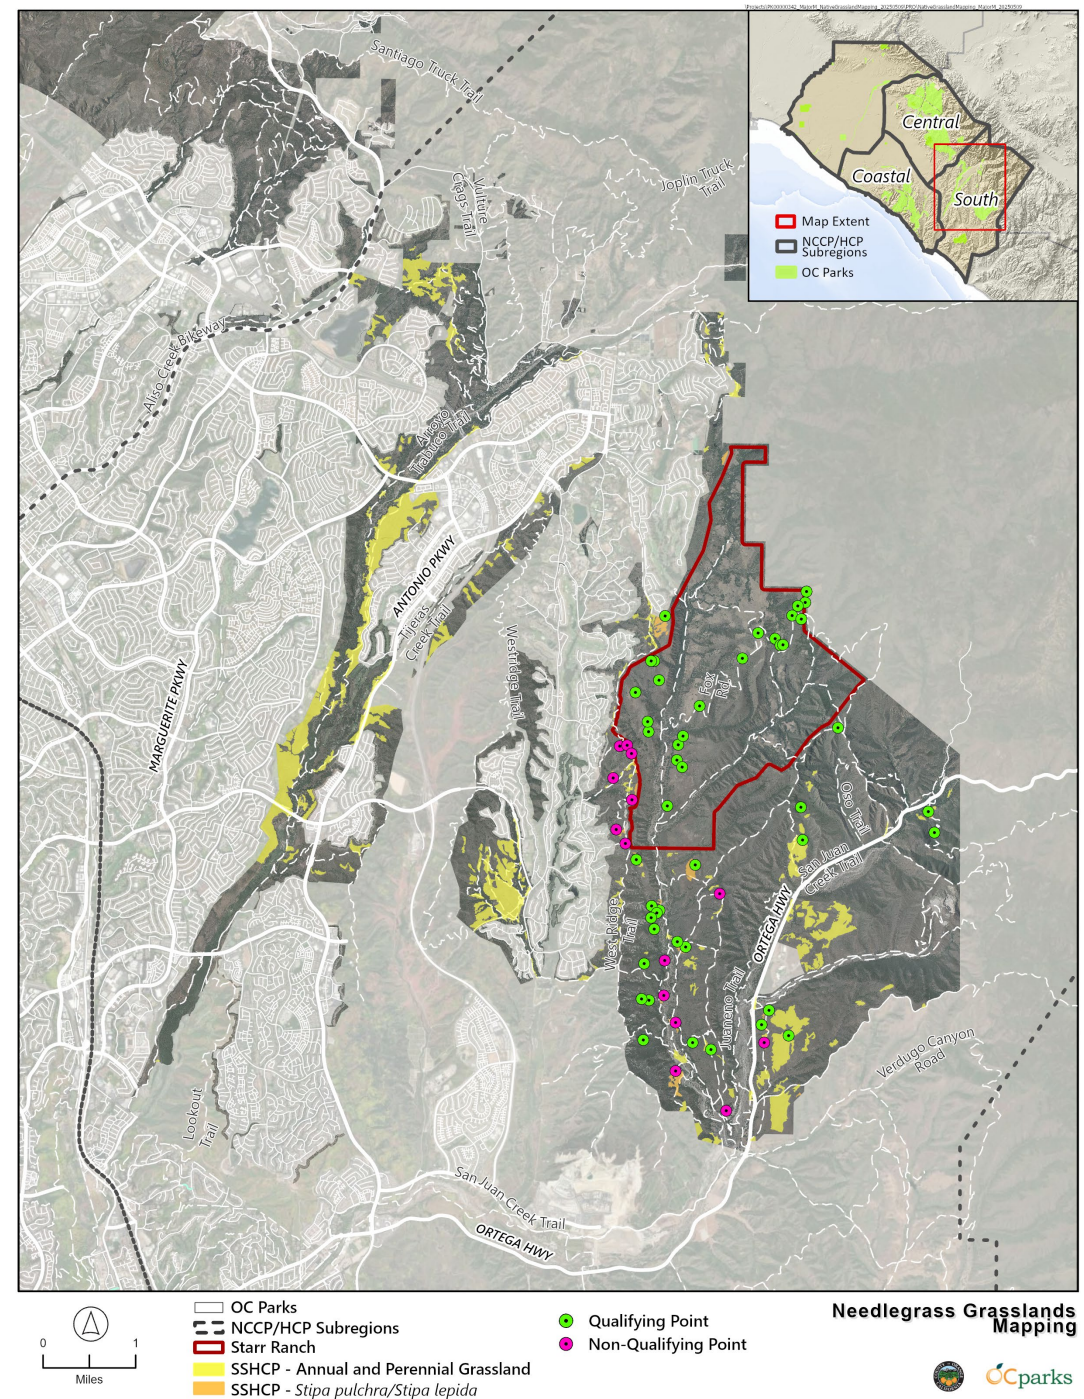 Projects\PK00000342_MajorM_NativeGrasslandMapping_20250509\PRO\NativeGrasslandMapping_MajorM_20250509
Santiago Truck Trail
Joplin Truck
Trail
Vulture
Crags Trail
Central
Coastal
South
Map Extent
NCCP/HCP
Subregions
OC Parks
Aliso Creek Bikeway
Arroyo
Trabuco Trail
ANTONIO PKWY
Tijeras
Creek Trail
Westridge Trail
MARGUERITE PKWY
Fox
Rd.
Oso Trail
San Juan
Creek Trail
ORTEGA HWY
West Ridge
Trail
Juaneno Trail
Verdugo Canyon
Road
Lookout
Trail
San Juan Creek Trail
ORTEGA HWY
0 1
Miles
OC Parks
NCCP/HCP Subregions
Starr Ranch
SSHCP - Annual and Perennial Grassland
SSHCP - Stipa pulchra/Stipa lepida
Qualifying Point
Non-Qualifying Point
Needlegrass Grasslands
Mapping
OCparks